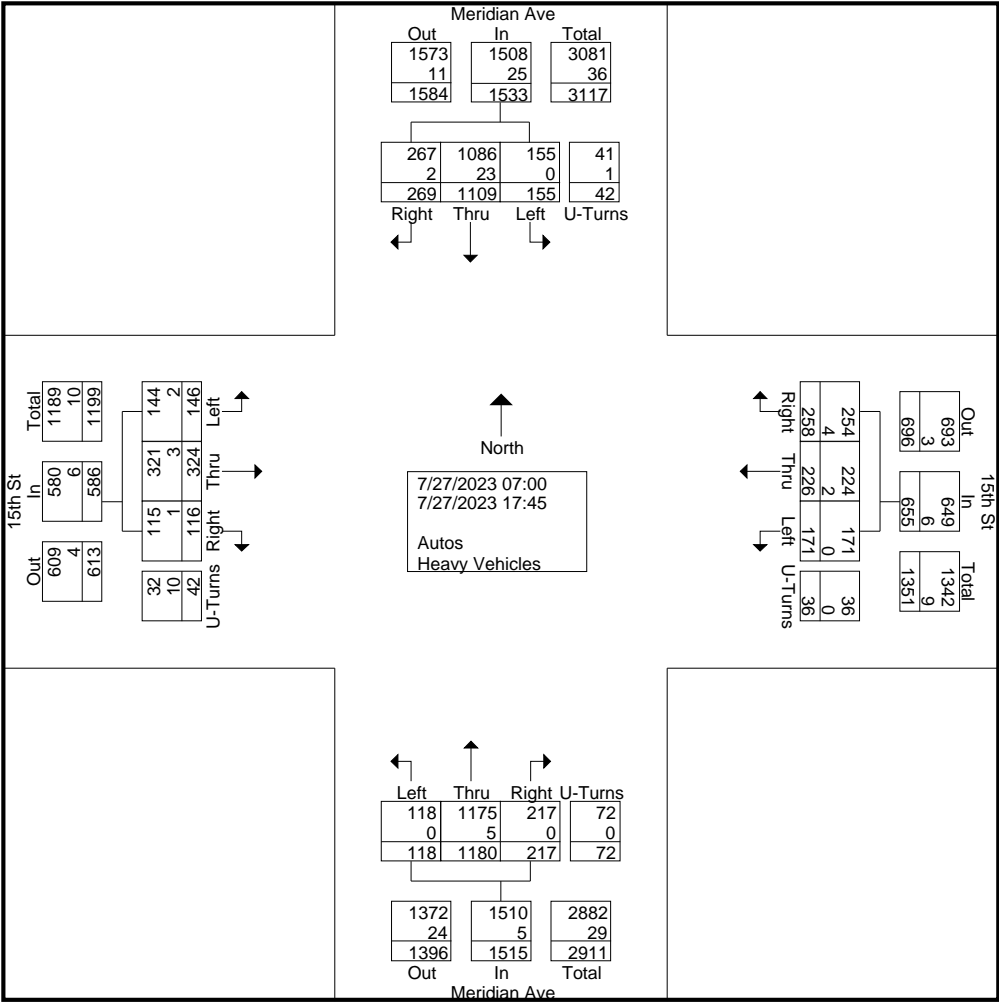 Meridian Ave
Out In Total
1573 1508 3081
11 25 36
1584 1533 3117
267 1086 155 41
2 23 0 1
269 1109 155 42
Right Thru Left U-Turns
15th St
Total In Out
1189 580 609
10 6 4
1199 586 613
144 321 115 32
2 3 1 10
146 324 116 42
Left Thru Right U-Turns
North
7/27/2023 07:00
7/27/2023 17:45
Autos
Heavy Vehicles
Right Thru Left U-Turns
254 224 171 36
4 2 0 0
258 226 171 36
15th St
Out In Total
693 649 1342
3 6 9
696 655 1351
Left Thru Right U-Turns
118 1175 217 72
0 5 0 0
118 1180 217 72
1372 1510 2882
24 5 29
1396 1515 2911
Out In Total
Meridian Ave